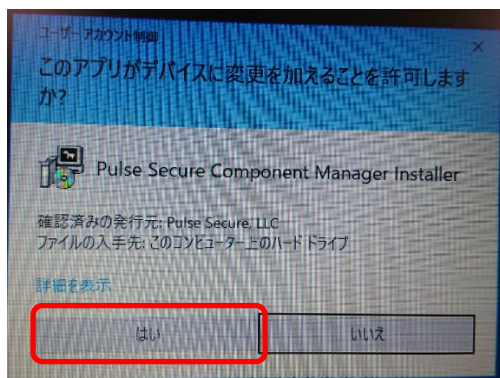 ユーザー アカウント制御
このアプリがデバイスに変更を加えることを許可します
か?
Pulse Secure Component Manager Installer
確認済みの発行元: Pulse Secure, LLC
ファイルの入手先: このコンピューター上のハード ドライブ
詳細を表示
はい
いいえ